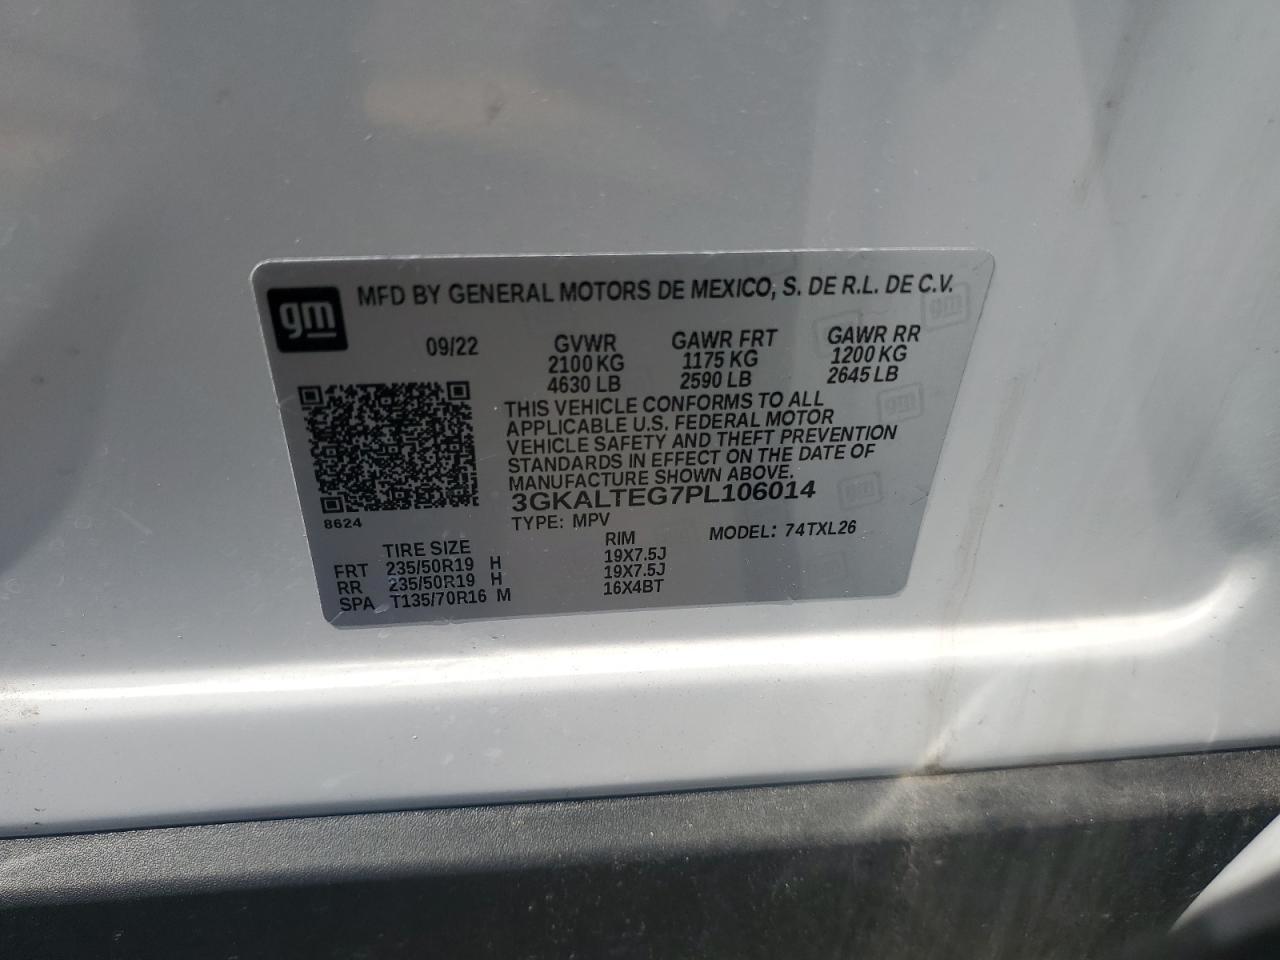 gm
MFD BY GENERAL MOTORS DE MEXICO, S. DE R.L. DE C.V.
09/22
GVWR
2100 KG
4630 LB
GAWR FRT
1175 KG
2590 LB
GAWR RR
1200 KG
2645 LB
THIS VEHICLE CONFORMS TO ALL
APPLICABLE U.S. FEDERAL MOTOR
VEHICLE SAFETY AND THEFT PREVENTION
STANDARDS IN EFFECT ON THE DATE OF
MANUFACTURE SHOWN ABOVE.
3GKALTEG7PL106014
8624
TYPE: MPV
MODEL: 74TXL26
TIRE SIZE RIM
FRT 235/50R19 H 19X7.5J
RR 235/50R19 H 19X7.5J
SPA T135/70R16 M 16X4BT
gm
gm
gm